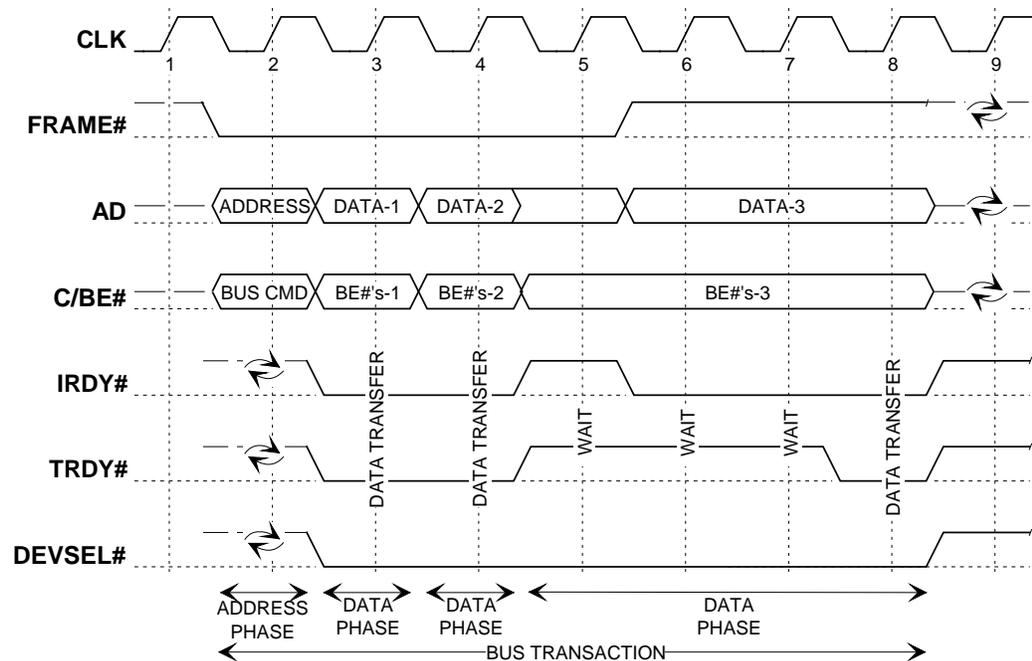 CLK
1 2 3 4 5 6 7 8 9
FRAME#
AD
ADDRESS DATA-1 DATA-2 DATA-3
C/BE#
BUS CMD BE#'s-1 BE#'s-2 BE#'s-3
IRDY#
DATA TRANSFER
DATA TRANSFER
WAIT
WAIT
WAIT
DATA TRANSFER
TRDY#
DEVSEL#
ADDRESS
PHASE
DATA
PHASE
DATA
PHASE
DATA
PHASE
BUS TRANSACTION